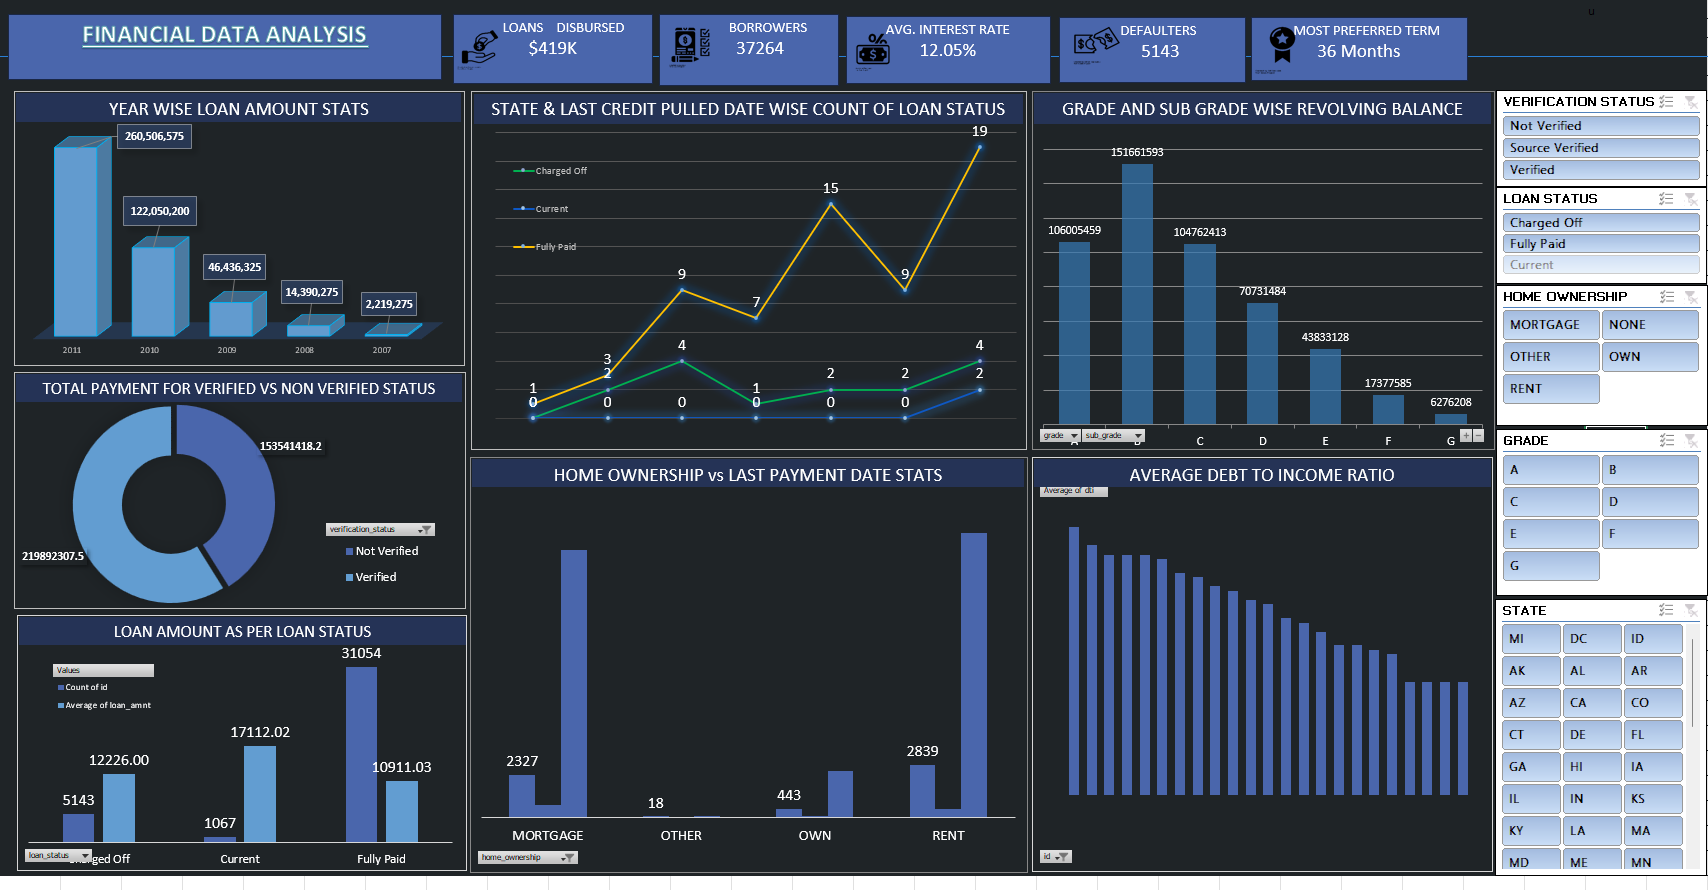 FINANCIAL DATA ANALYSIS
LOANS DISBURSED
$419K
BORROWERS
37264
AVG. INTEREST RATE
12.05%
DEFAULTERS
5143
MOST PREFERRED TERM
36 Months
u
YEAR WISE LOAN AMOUNT STATS
260,506,575
122,050,200
46,436,325
14,390,275
2,219,275
2011 2010 2009 2008 2007
STATE & LAST CREDIT PULLED DATE WISE COUNT OF LOAN STATUS
Charged Off
Current
Fully Paid
19
15
9
9
7
3
4
4
2
1
1
2
2
2
0
0
0
0
0
0
GRADE AND SUB GRADE WISE REVOLVING BALANCE
151661593
106005459
104762413
70731484
43833128
17377585
6276208
A B C D E F G
grade
sub_grade
+ −
TOTAL PAYMENT FOR VERIFIED VS NON VERIFIED STATUS
153541418.2
219892307.5
verification_status
Not Verified
Verified
LOAN AMOUNT AS PER LOAN STATUS
Values
Count of id
Average of loan_amnt
31054
17112.02
12226.00
10911.03
5143
1067
loan_status
Charged Off
Current
Fully Paid
HOME OWNERSHIP vs LAST PAYMENT DATE STATS
2327
18
443
2839
MORTGAGE OTHER OWN RENT
home_ownership
AVERAGE DEBT TO INCOME RATIO
Average of dti
id
VERIFICATION STATUS
Not Verified
Source Verified
Verified
LOAN STATUS
Charged Off
Fully Paid
Current
HOME OWNERSHIP
MORTGAGE NONE
OTHER OWN
RENT
GRADE
A B
C D
E F
G
STATE
MI DC ID
AK AL AR
AZ CA CO
CT DE FL
GA HI IA
IL IN KS
KY LA MA
MD ME MN